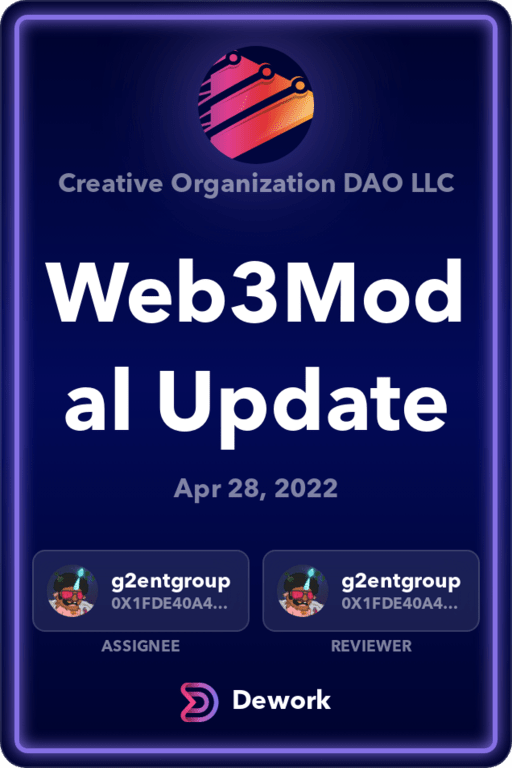 Creative Organization DAO LLC
Web3Mod
al Update
Apr 28, 2022
g2entgroup
0X1FDE40A4...
ASSIGNEE
g2entgroup
0X1FDE40A4...
REVIEWER
Dework